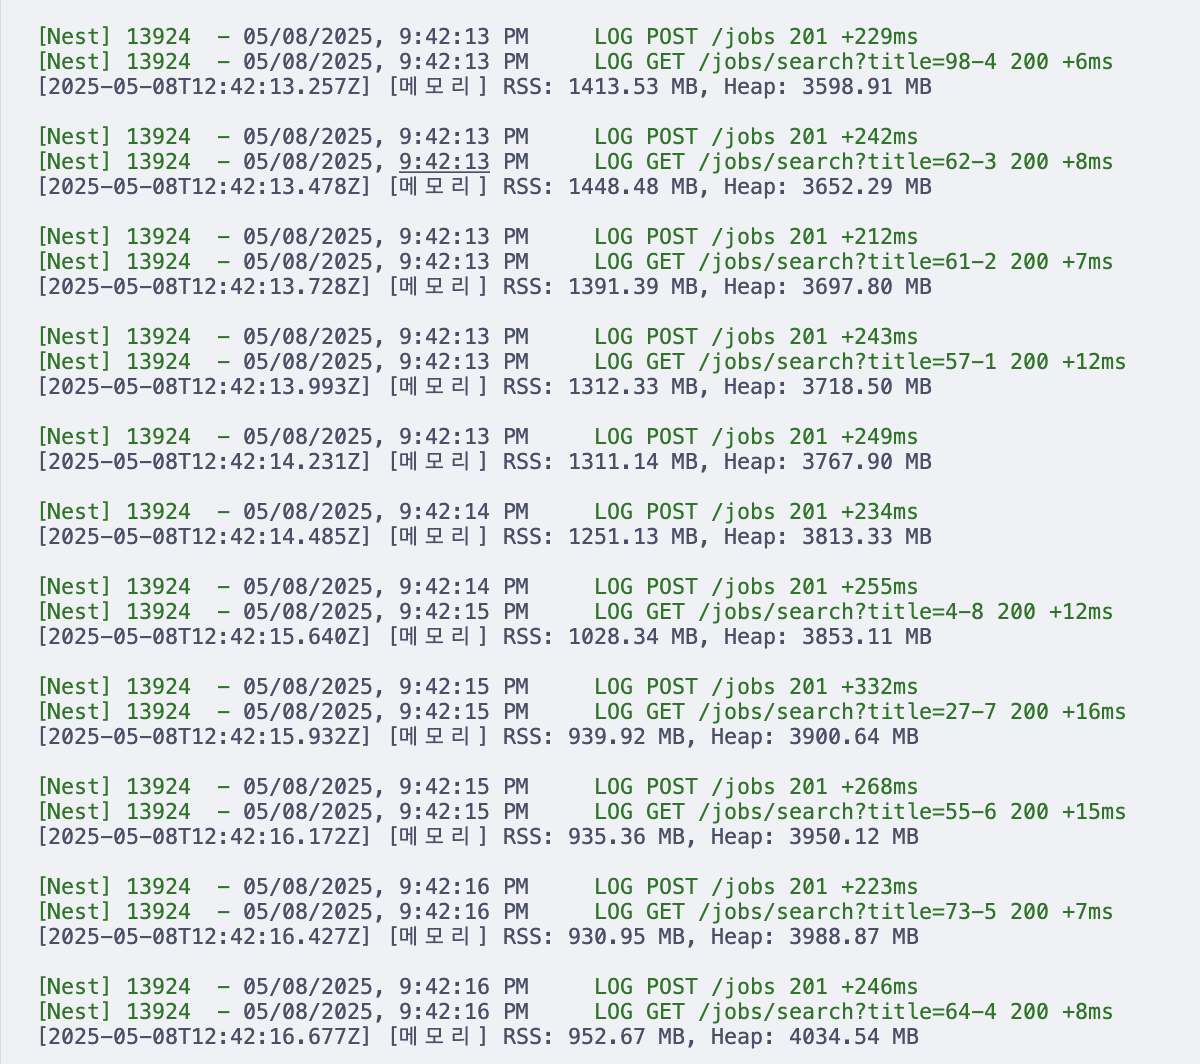 [Nest] 13924  - 05/08/2025, 9:42:13 PM     LOG POST /jobs 201 +229ms
[Nest] 13924  - 05/08/2025, 9:42:13 PM     LOG GET /jobs/search?title=98-4 200 +6ms
[2025-05-08T12:42:13.257Z] [메모리] RSS: 1413.53 MB, Heap: 3598.91 MB
[Nest] 13924  - 05/08/2025, 9:42:13 PM     LOG POST /jobs 201 +242ms
[Nest] 13924  - 05/08/2025, 9:42:13 PM     LOG GET /jobs/search?title=62-3 200 +8ms
[2025-05-08T12:42:13.478Z] [메모리] RSS: 1448.48 MB, Heap: 3652.29 MB
[Nest] 13924  - 05/08/2025, 9:42:13 PM     LOG POST /jobs 201 +212ms
[Nest] 13924  - 05/08/2025, 9:42:13 PM     LOG GET /jobs/search?title=61-2 200 +7ms
[2025-05-08T12:42:13.728Z] [메모리] RSS: 1391.39 MB, Heap: 3697.80 MB
[Nest] 13924  - 05/08/2025, 9:42:13 PM     LOG POST /jobs 201 +243ms
[Nest] 13924  - 05/08/2025, 9:42:13 PM     LOG GET /jobs/search?title=57-1 200 +12ms
[2025-05-08T12:42:13.993Z] [메모리] RSS: 1312.33 MB, Heap: 3718.50 MB
[Nest] 13924  - 05/08/2025, 9:42:13 PM     LOG POST /jobs 201 +249ms
[2025-05-08T12:42:14.231Z] [메모리] RSS: 1311.14 MB, Heap: 3767.90 MB
[Nest] 13924  - 05/08/2025, 9:42:14 PM     LOG POST /jobs 201 +234ms
[2025-05-08T12:42:14.485Z] [메모리] RSS: 1251.13 MB, Heap: 3813.33 MB
[Nest] 13924  - 05/08/2025, 9:42:14 PM     LOG POST /jobs 201 +255ms
[Nest] 13924  - 05/08/2025, 9:42:15 PM     LOG GET /jobs/search?title=4-8 200 +12ms
[2025-05-08T12:42:15.640Z] [메모리] RSS: 1028.34 MB, Heap: 3853.11 MB
[Nest] 13924  - 05/08/2025, 9:42:15 PM     LOG POST /jobs 201 +332ms
[Nest] 13924  - 05/08/2025, 9:42:15 PM     LOG GET /jobs/search?title=27-7 200 +16ms
[2025-05-08T12:42:15.932Z] [메모리] RSS: 939.92 MB, Heap: 3900.64 MB
[Nest] 13924  - 05/08/2025, 9:42:15 PM     LOG POST /jobs 201 +268ms
[Nest] 13924  - 05/08/2025, 9:42:15 PM     LOG GET /jobs/search?title=55-6 200 +15ms
[2025-05-08T12:42:16.172Z] [메모리] RSS: 935.36 MB, Heap: 3950.12 MB
[Nest] 13924  - 05/08/2025, 9:42:16 PM     LOG POST /jobs 201 +223ms
[Nest] 13924  - 05/08/2025, 9:42:16 PM     LOG GET /jobs/search?title=73-5 200 +7ms
[2025-05-08T12:42:16.427Z] [메모리] RSS: 930.95 MB, Heap: 3988.87 MB
[Nest] 13924  - 05/08/2025, 9:42:16 PM     LOG POST /jobs 201 +246ms
[Nest] 13924  - 05/08/2025, 9:42:16 PM     LOG GET /jobs/search?title=64-4 200 +8ms
[2025-05-08T12:42:16.677Z] [메모리] RSS: 952.67 MB, Heap: 4034.54 MB